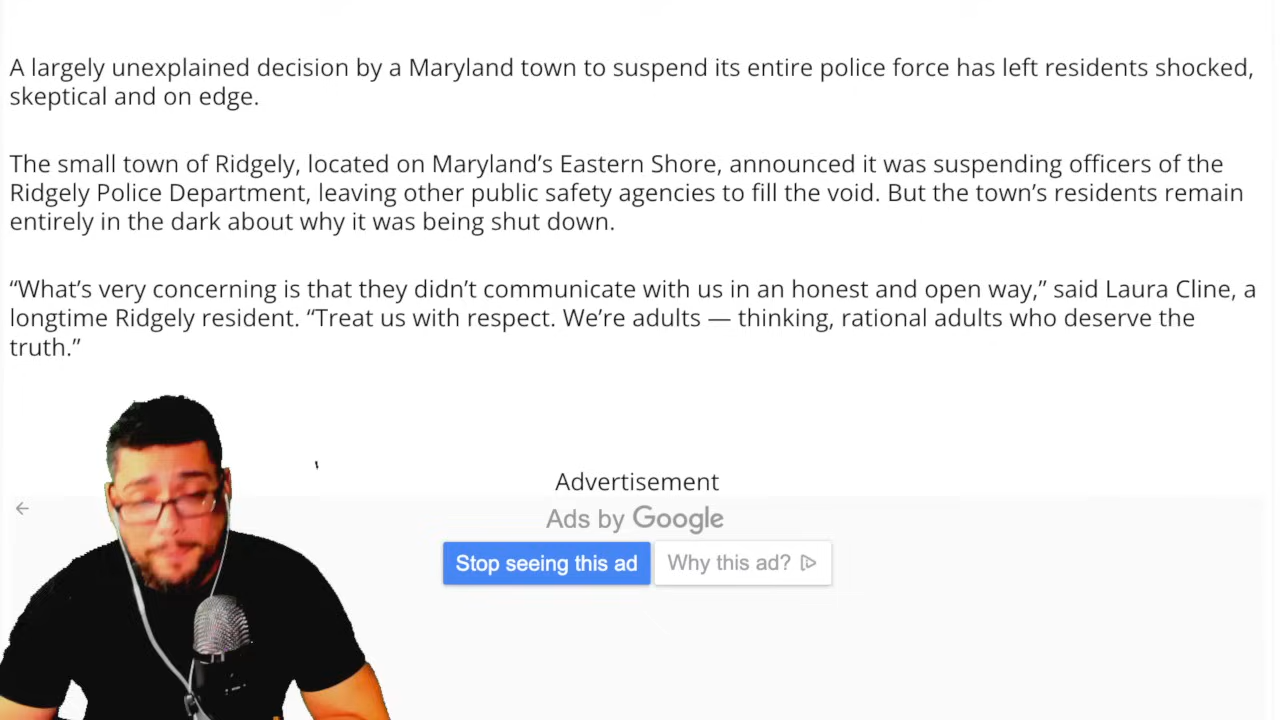 A largely unexplained decision by a Maryland town to suspend its entire police force has left residents shocked,
skeptical and on edge.
The small town of Ridgely, located on Maryland’s Eastern Shore, announced it was suspending officers of the
Ridgely Police Department, leaving other public safety agencies to fill the void. But the town’s residents remain
entirely in the dark about why it was being shut down.
“What’s very concerning is that they didn’t communicate with us in an honest and open way,” said Laura Cline, a
longtime Ridgely resident. “Treat us with respect. We’re adults — thinking, rational adults who deserve the
truth.”
Advertisement
Ads by Google
Stop seeing this ad
Why this ad?